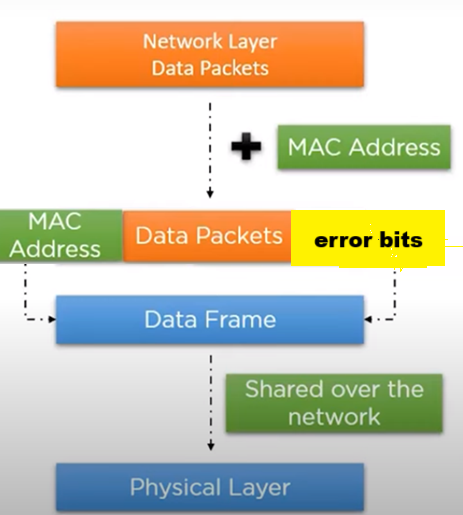 Network Layer
Data Packets
MAC Address
MAC
Address
Data Packets
error bits
Data Frame
Shared over the
network
Physical Layer